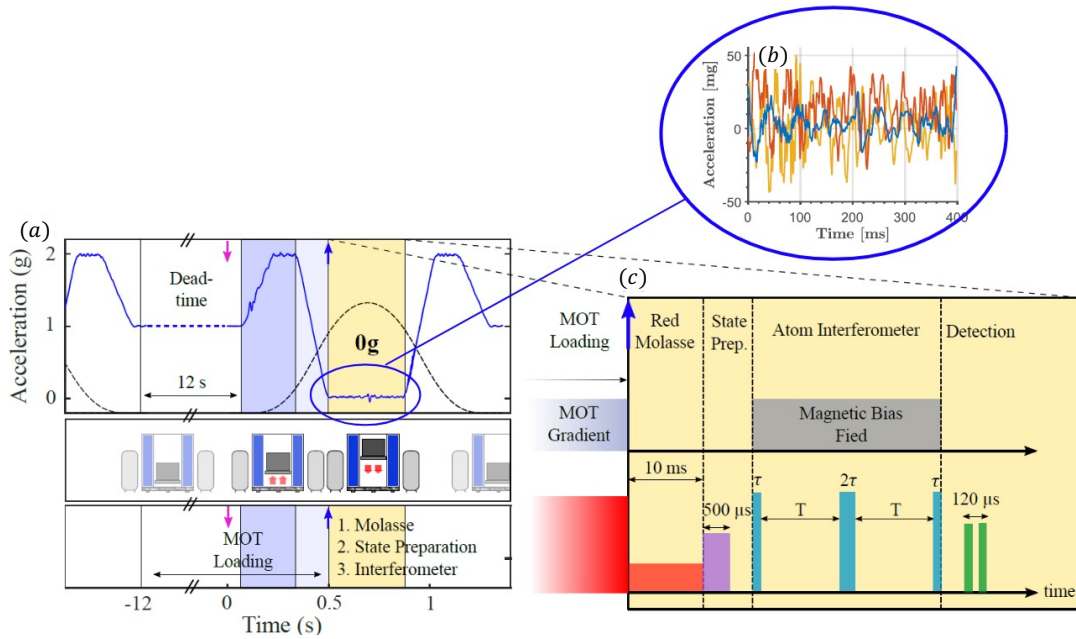 (b)
Acceleration [mg]
50
0
-50
0
100
200
300
400
Time [ms]
(a)
Acceleration (g)
2
1
0
Dead-
time
12 s
0g
MOT
Loading
1. Molasse
2. State Preparation
3. Interferometer
-12
0
0.5
1
Time (s)
(c)
MOT
Loading
Red
Molasse
State
Prep.
Atom Interferometer
Detection
MOT
Gradient
Magnetic Bias
Fied
10 ms
500 μs
τ
2τ
τ
T
T
120 μs
time